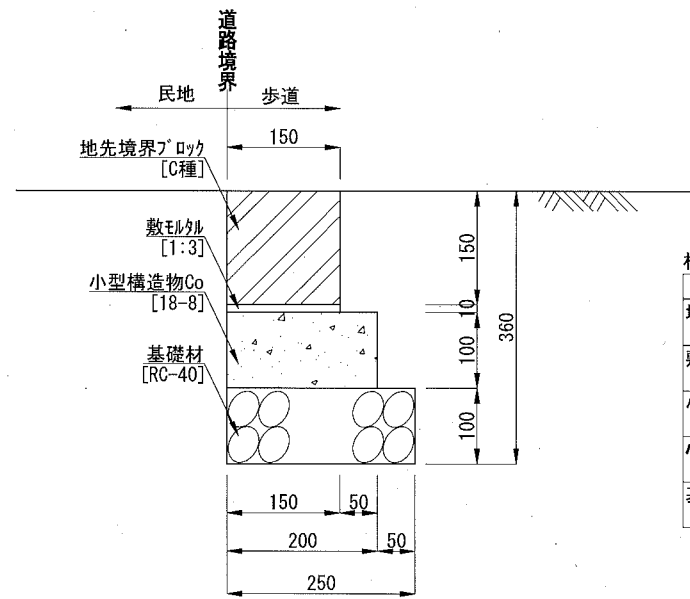 道路境界
民地
歩道
150
地先境界ブロック
[C種]
敷モルタル
[1:3]
小型構造物Co
[18-8]
基礎材
[RC-40]
150
10
100
100
360
150
50
200
50
250